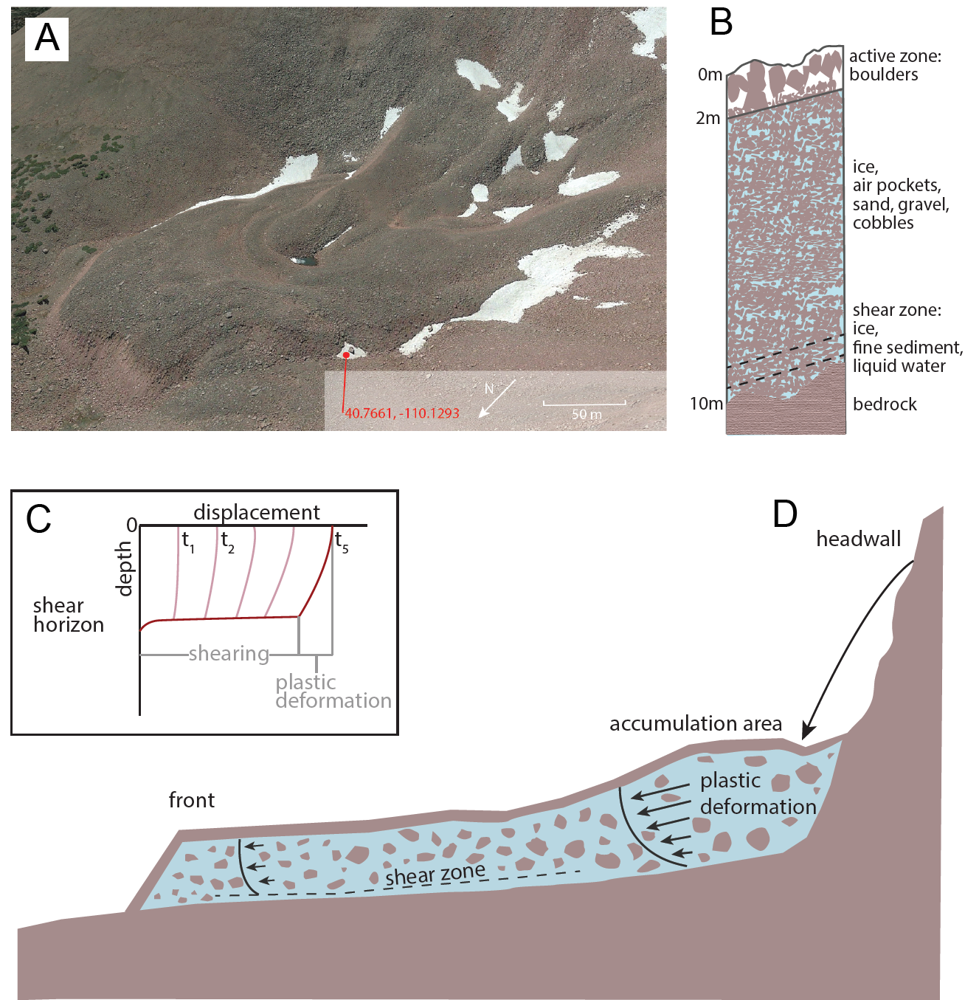 A
N
40.7661, -110.1293
50 m
B
0m
active zone:
boulders
2m
ice,
air pockets,
sand, gravel,
cobbles
shear zone:
ice,
fine sediment,
liquid water
10m
bedrock
C
displacement
0
t1
t2
t5
depth
shear
horizon
shearing
plastic
deformation
D
headwall
accumulation area
plastic
deformation
front
shear zone